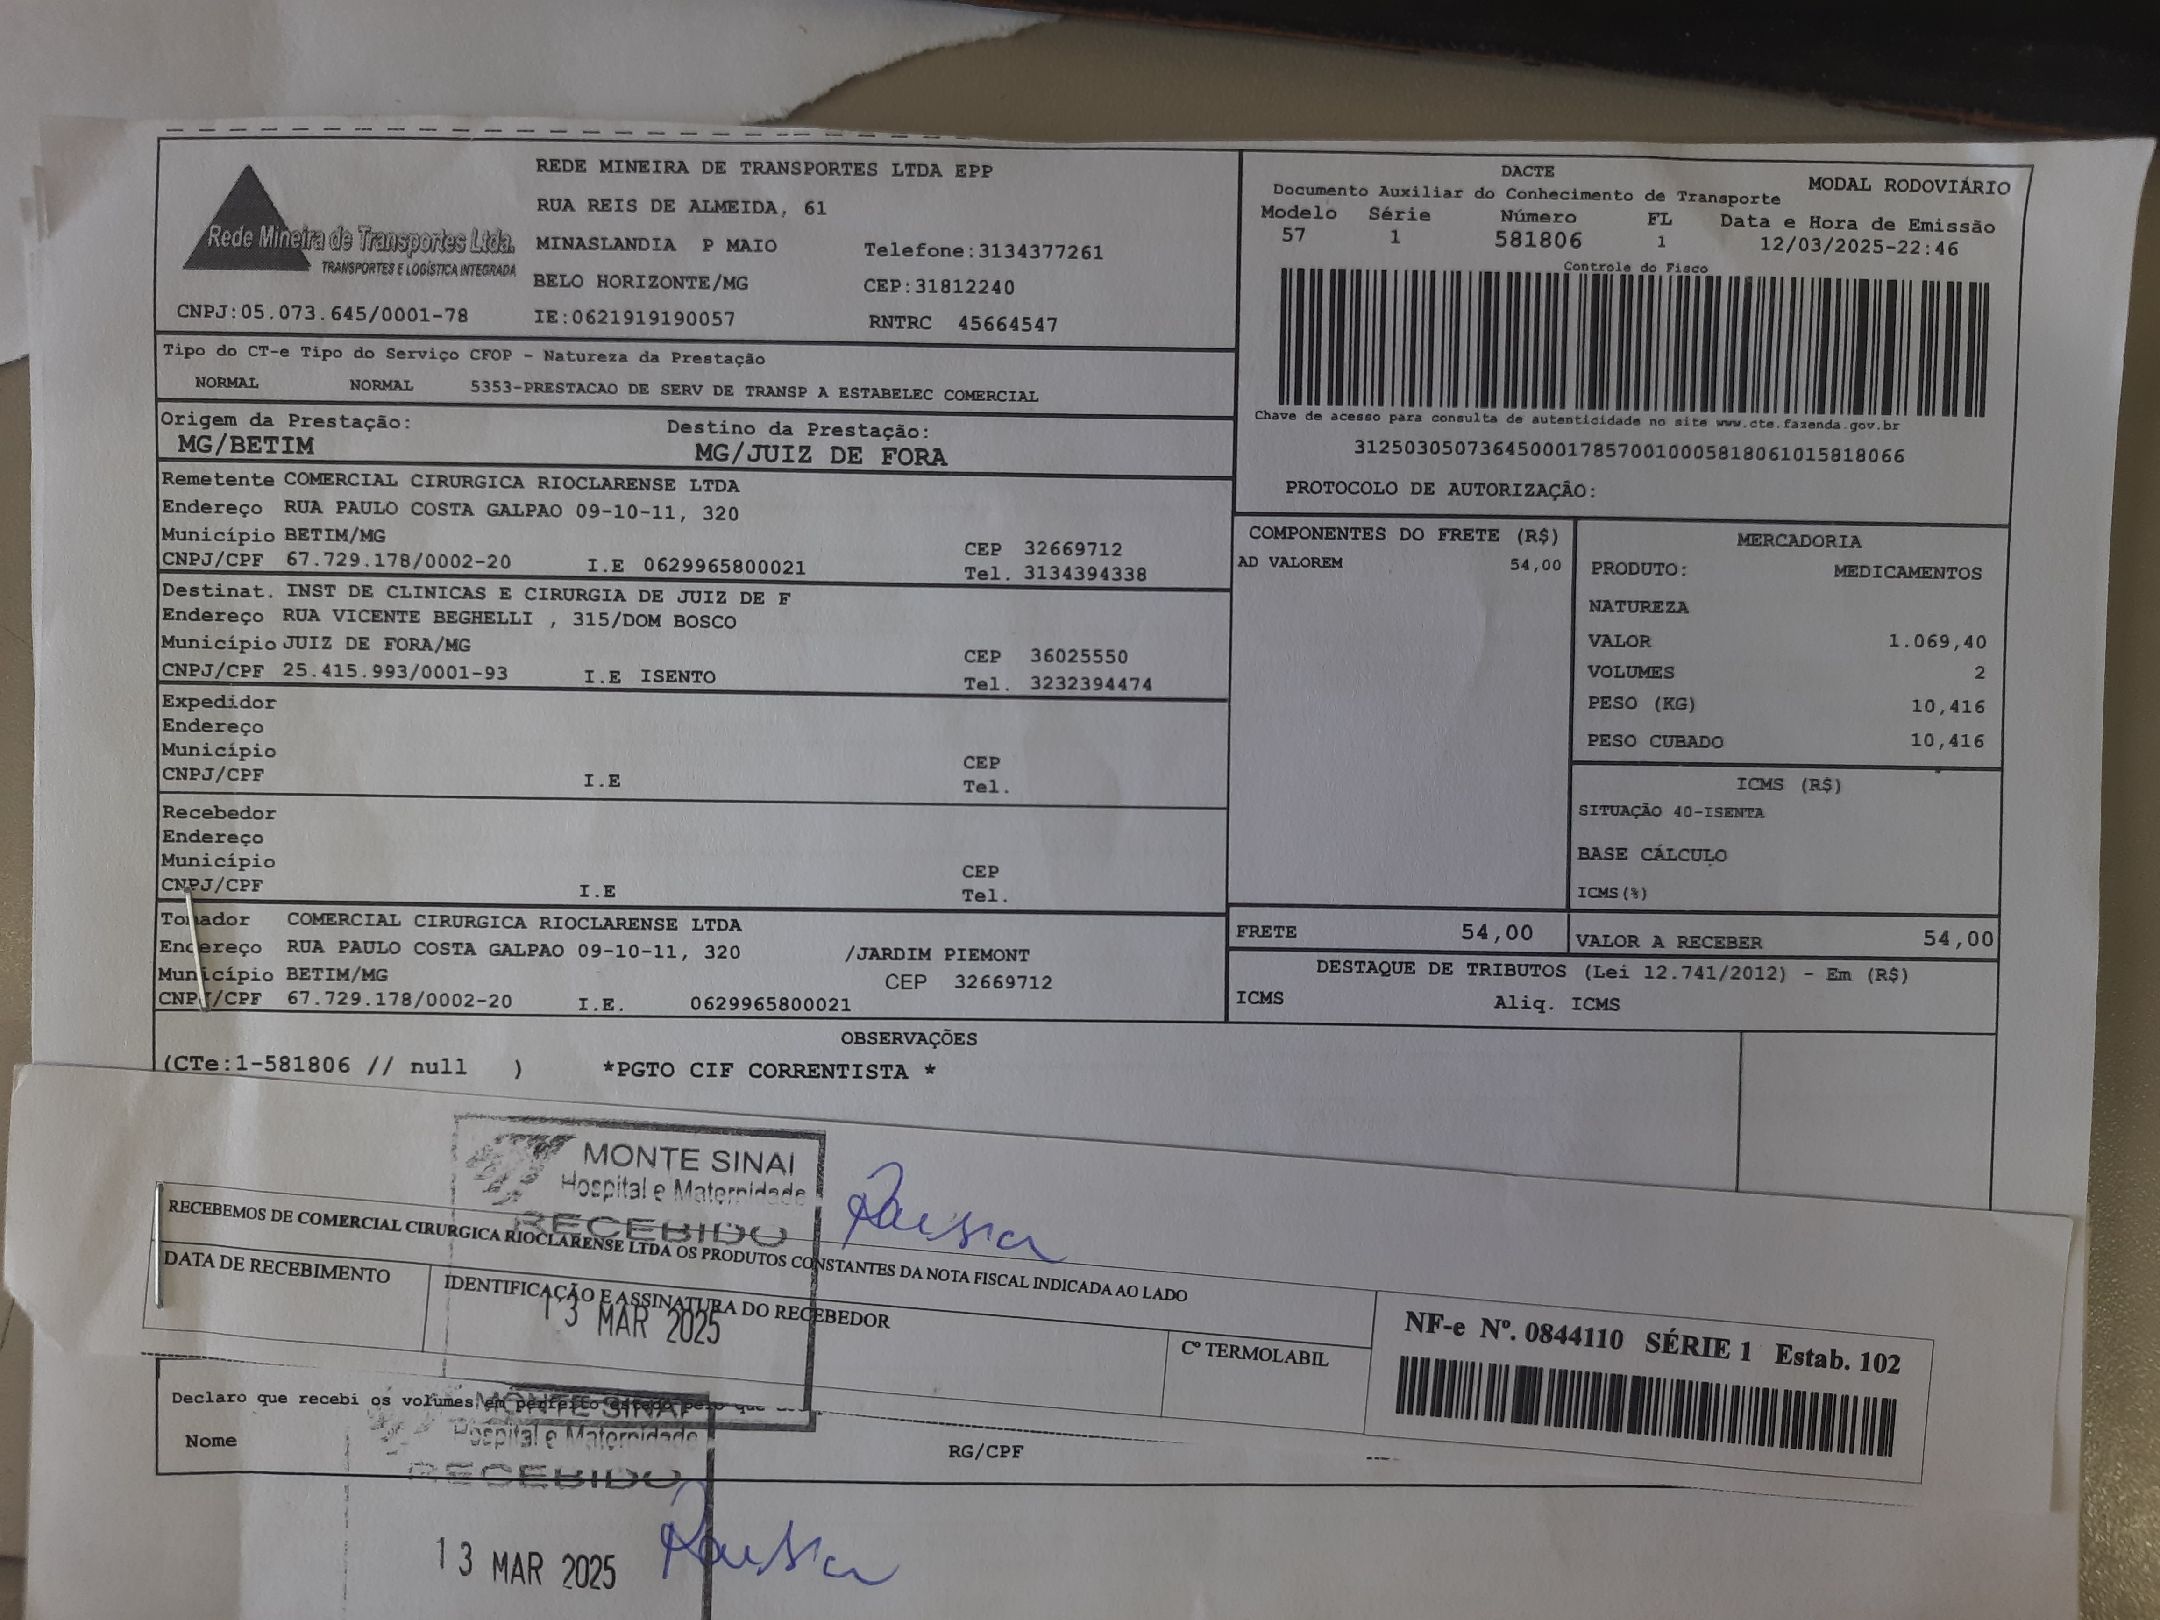 Rede Mineira de Transportes Ltda.
TRANSPORTES E LOGÍSTICA INTEGRADA
CNPJ:05.073.645/0001-78
REDE MINEIRA DE TRANSPORTES LTDA EPP
RUA REIS DE ALMEIDA, 61
MINASLANDIA P MAIO Telefone:3134377261
BELO HORIZONTE/MG CEP:31812240
IE:0621919190057 RNTRC 45664547
DACTE
MODAL RODOVIÁRIO
Documento Auxiliar do Conhecimento de Transporte
Modelo Série Número FL Data e Hora de Emissão
57 1 581806 1 12/03/2025-22:46
Controle do Fisco
Chave de acesso para consulta de autenticidade no site www.cte.fazenda.gov.br
31250305073645000178570010005818061015818066
PROTOCOLO DE AUTORIZAÇÃO:
Tipo do CT-e Tipo do Serviço CFOP - Natureza da Prestação
NORMAL NORMAL 5353-PRESTACAO DE SERV DE TRANSP A ESTABELEC COMERCIAL
Origem da Prestação: Destino da Prestação:
MG/BETIM MG/JUIZ DE FORA
Remetente COMERCIAL CIRURGICA RIOCLARENSE LTDA
Endereço RUA PAULO COSTA GALPAO 09-10-11, 320
Município BETIM/MG CEP 32669712
CNPJ/CPF 67.729.178/0002-20 I.E 0629965800021 Tel. 3134394338
Destinat. INST DE CLINICAS E CIRURGIA DE JUIZ DE F
Endereço RUA VICENTE BEGHELLI , 315/DOM BOSCO
Município JUIZ DE FORA/MG CEP 36025550
CNPJ/CPF 25.415.993/0001-93 I.E ISENTO Tel. 3232394474
Expedidor
Endereço
Município CEP
CNPJ/CPF I.E Tel.
Recebedor
Endereço
Município CEP
CNPJ/CPF I.E Tel.
Tomador COMERCIAL CIRURGICA RIOCLARENSE LTDA
Endereço RUA PAULO COSTA GALPAO 09-10-11, 320 /JARDIM PIEMONT
Município BETIM/MG CEP 32669712
CNPJ/CPF 67.729.178/0002-20 I.E. 0629965800021
COMPONENTES DO FRETE (R$)
AD VALOREM 54,00
MERCADORIA
PRODUTO: MEDICAMENTOS
NATUREZA
VALOR 1.069,40
VOLUMES 2
PESO (KG) 10,416
PESO CUBADO 10,416
ICMS (R$)
SITUAÇÃO 40-ISENTA
BASE CÁLCULO
ICMS(%)
FRETE 54,00 VALOR A RECEBER 54,00
DESTAQUE DE TRIBUTOS (Lei 12.741/2012) - Em (R$)
ICMS Aliq. ICMS
OBSERVAÇÕES
(CTe:1-581806 // null ) *PGTO CIF CORRENTISTA *
MONTE SINAI
Hospital e Maternidade
RECEBIDO
RECEBEMOS DE COMERCIAL CIRURGICA RIOCLARENSE LTDA OS PRODUTOS CONSTANTES DA NOTA FISCAL INDICADA AO LADO
DATA DE RECEBIMENTO IDENTIFICAÇÃO E ASSINATURA DO RECEBEDOR
13 MAR 2025
Cº TERMOLABIL
NF-e Nº. 0844110 SÉRIE 1 Estab. 102
Declaro que recebi os volumes em perfeito estado pelo que
MONTE SINAI
Hospital e Maternidade
Nome RG/CPF
RECEBIDO
13 MAR 2025